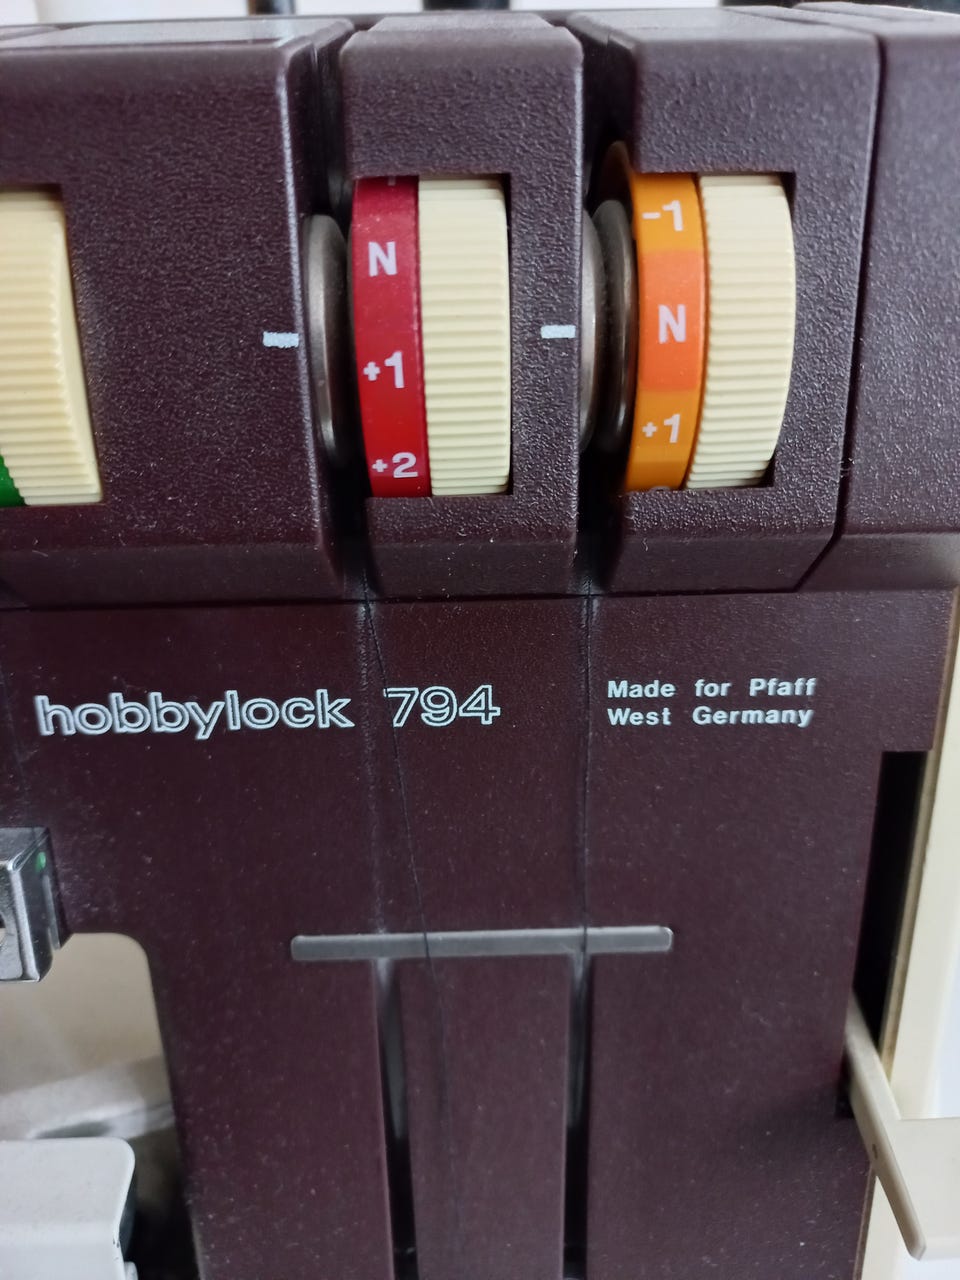 N
+1
+2
-1
N
+1
hobbylock 794
Made for Pfaff
West Germany